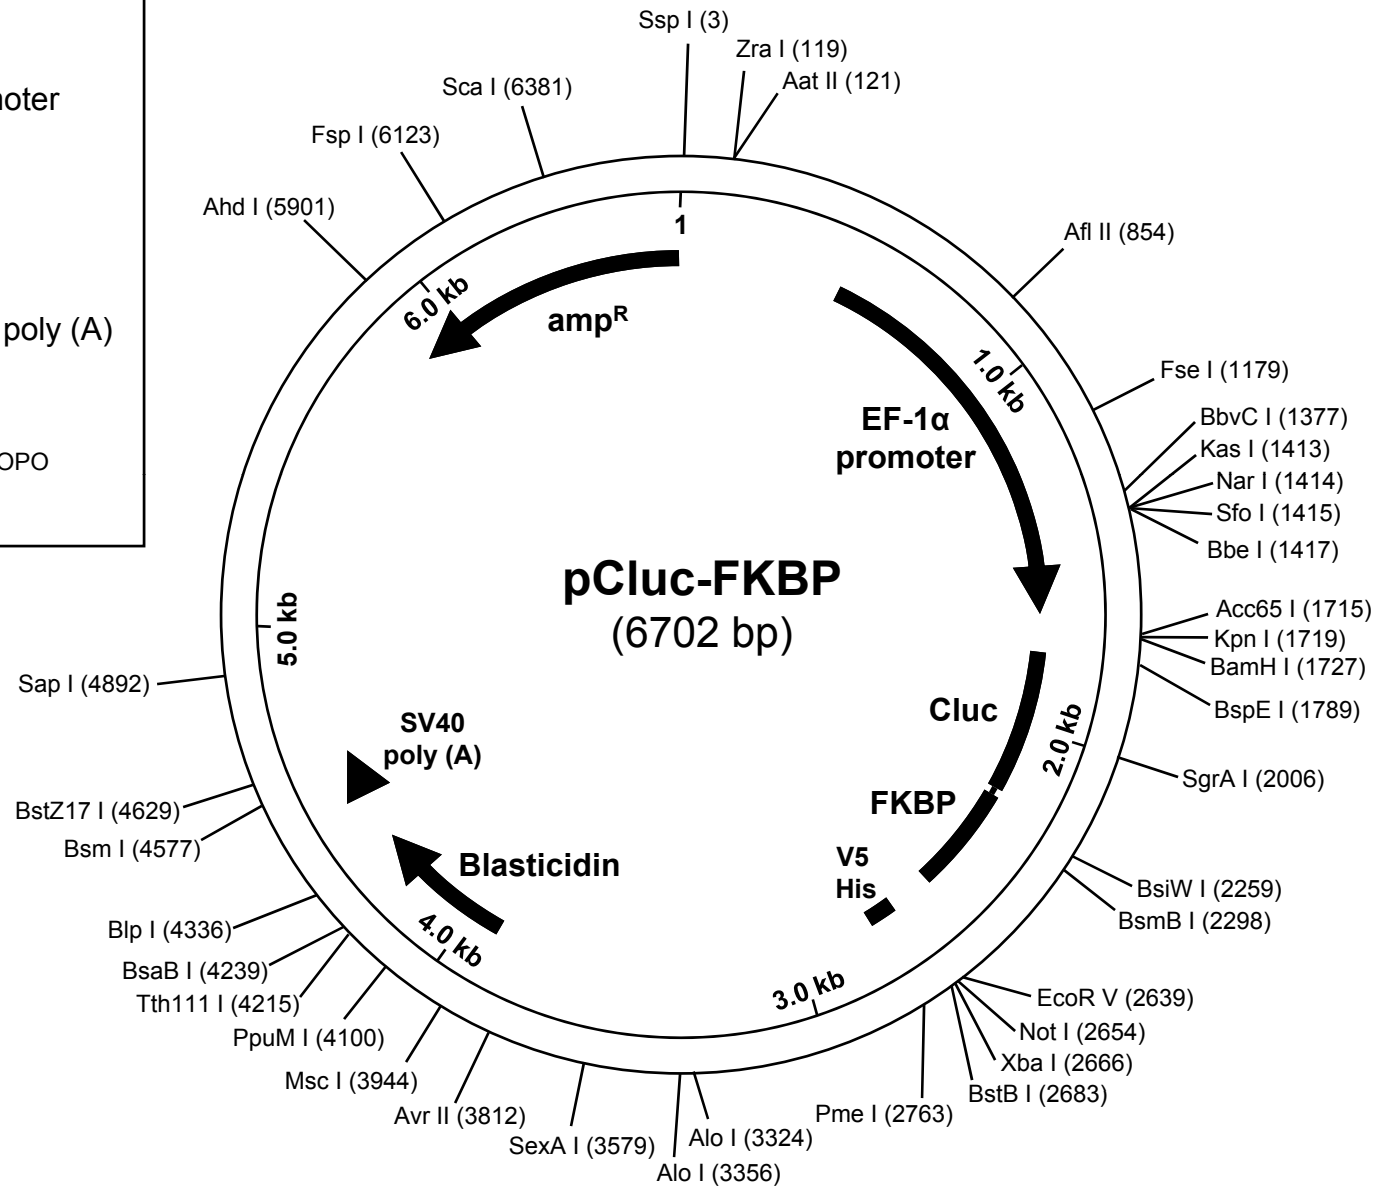 Ssp I (3)
Zra I (119)
Aat II (121)
Sca I (6381)
Fsp I (6123)
Ahd I (5901)
Afl II (854)
Fse I (1179)
BbvC I (1377)
Kas I (1413)
Nar I (1414)
Sfo I (1415)
Bbe I (1417)
Acc65 I (1715)
Kpn I (1719)
BamH I (1727)
BspE I (1789)
SgrA I (2006)
BsiW I (2259)
BsmB I (2298)
EcoR V (2639)
Not I (2654)
Xba I (2666)
BstB I (2683)
Pme I (2763)
Alo I (3324)
Alo I (3356)
SexA I (3579)
Avr II (3812)
Msc I (3944)
PpuM I (4100)
Tth111 I (4215)
BsaB I (4239)
Blp I (4336)
Bsm I (4577)
BstZ17 I (4629)
Sap I (4892)
1
1.0 kb
2.0 kb
3.0 kb
4.0 kb
5.0 kb
6.0 kb
ampR
EF-1α
promoter
pCluc-FKBP
(6702 bp)
Cluc
FKBP
V5
His
Blasticidin
SV40
poly (A)
moter
poly (A)
OPO